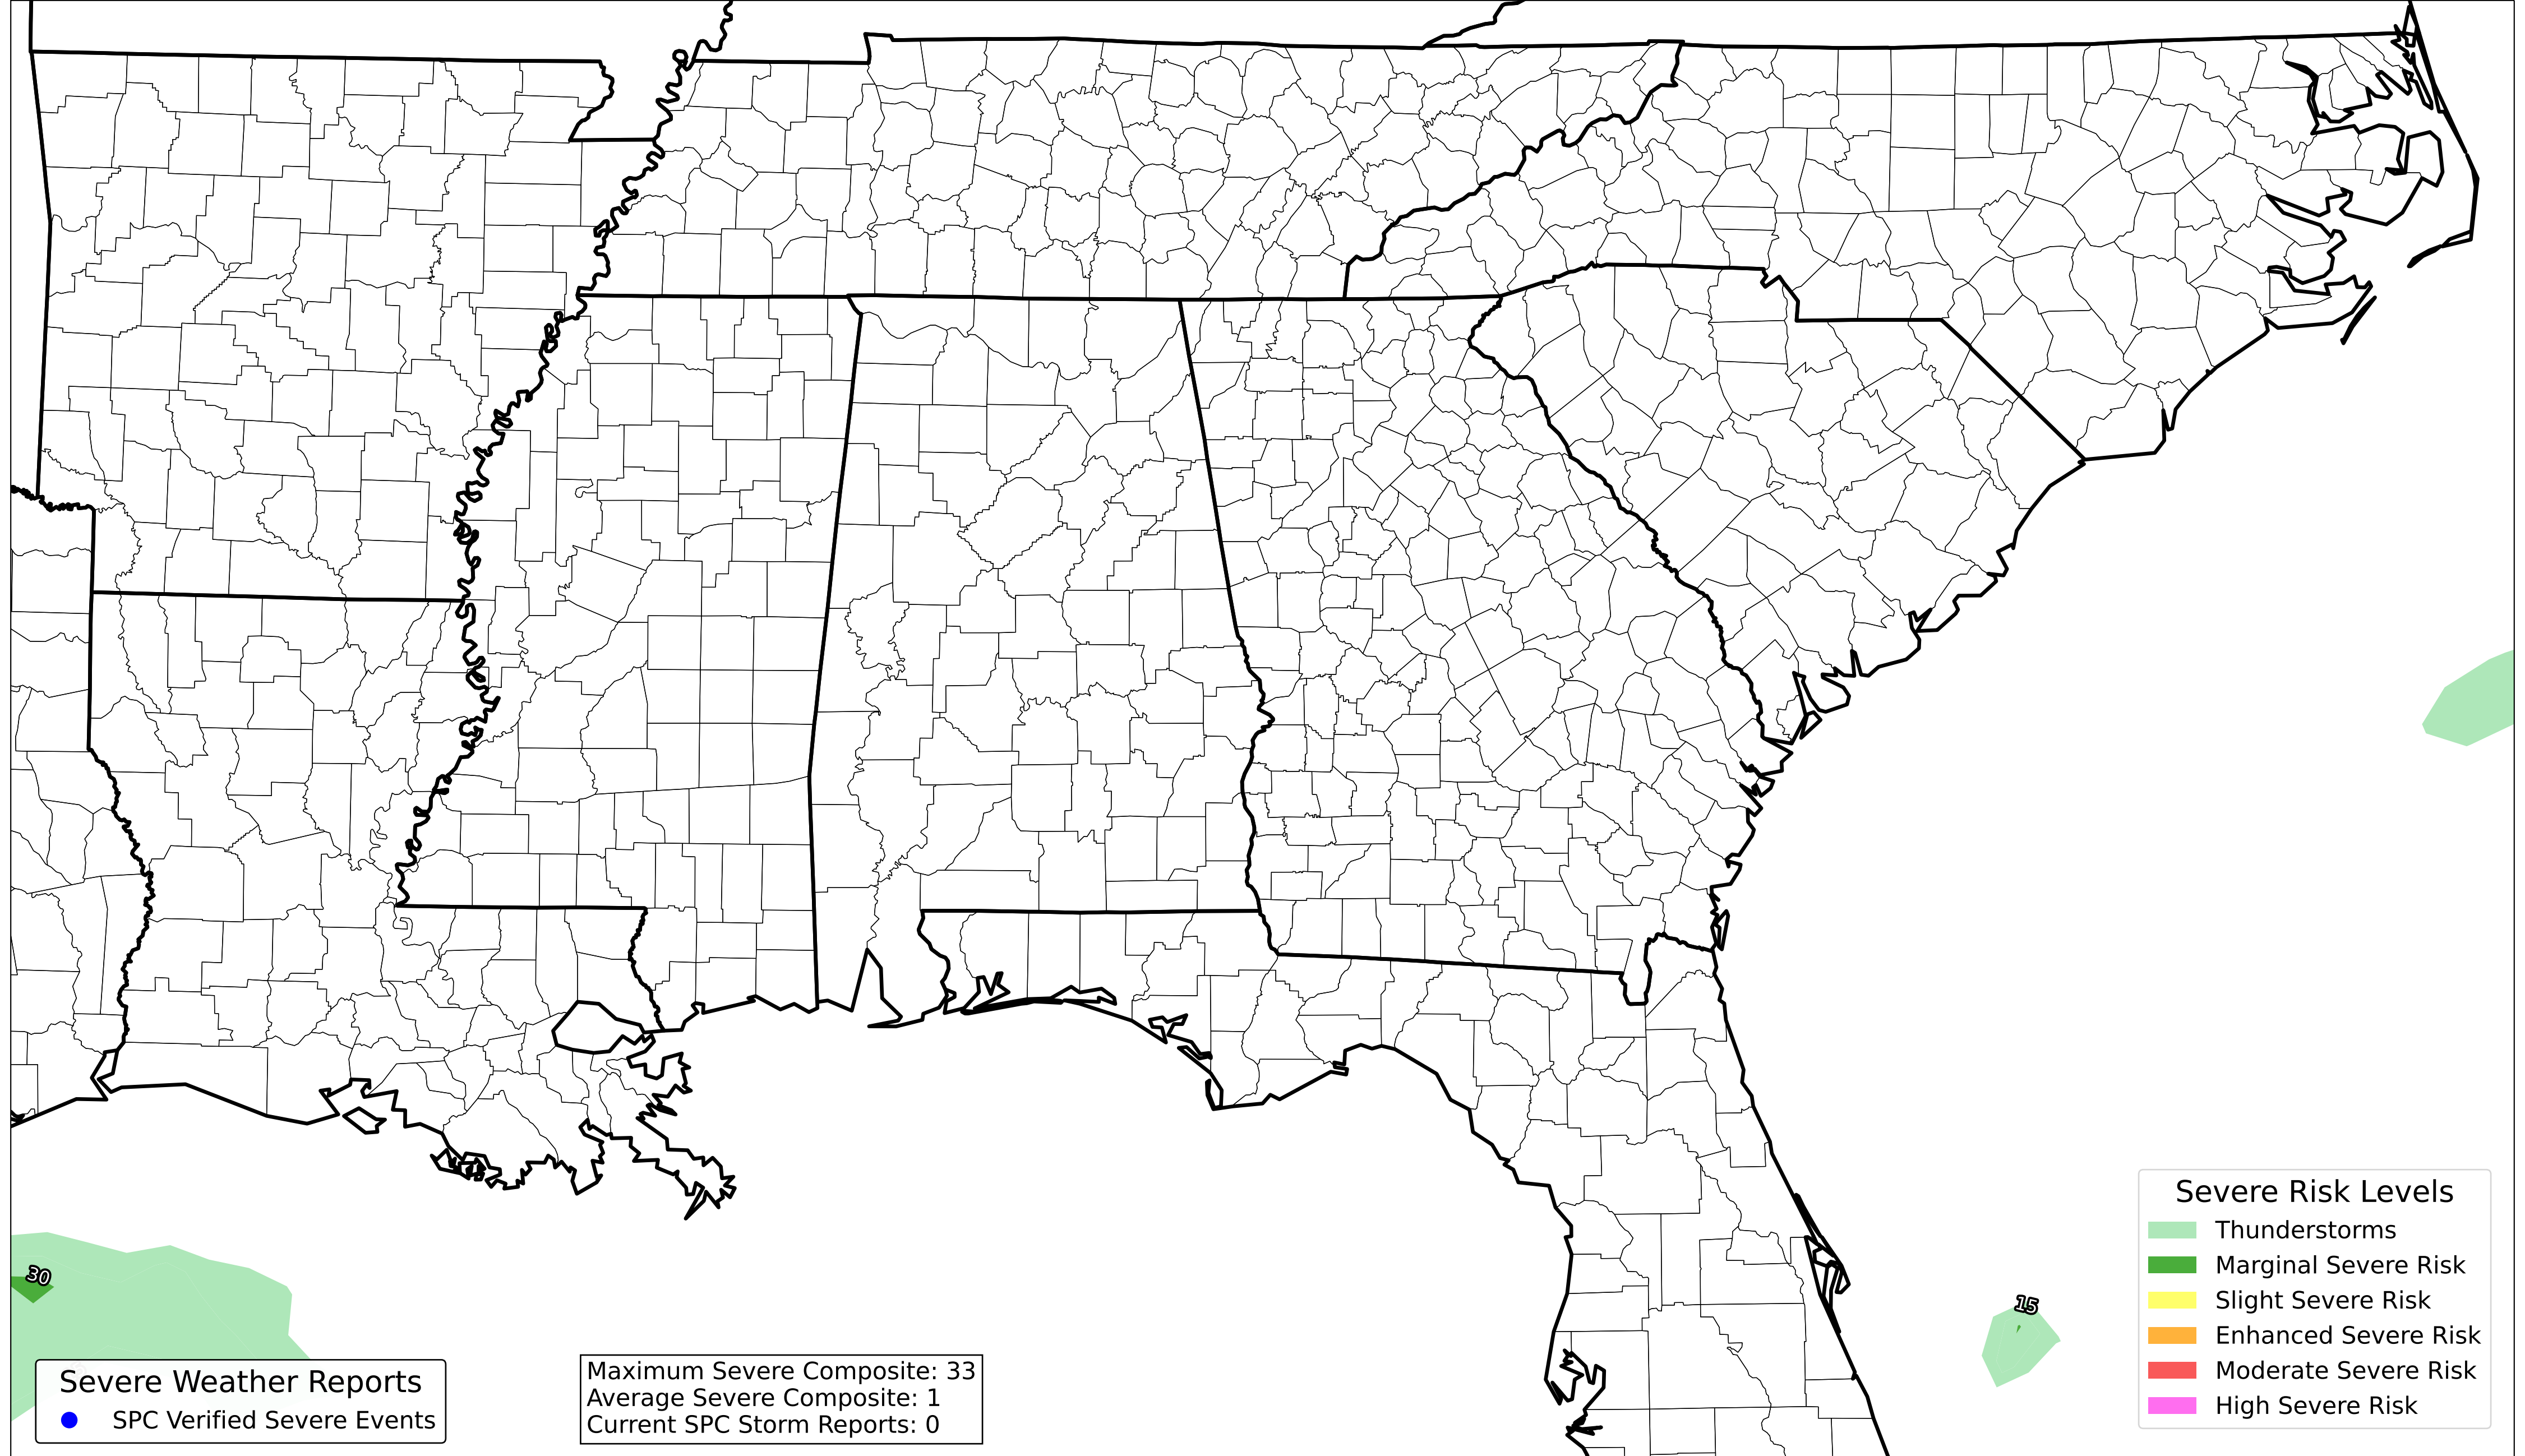 30
15
Severe Weather Reports
SPC Verified Severe Events
Maximum Severe Composite: 33
Average Severe Composite: 1
Current SPC Storm Reports: 0
Severe Risk Levels
Thunderstorms
Marginal Severe Risk
Slight Severe Risk
Enhanced Severe Risk
Moderate Severe Risk
High Severe Risk